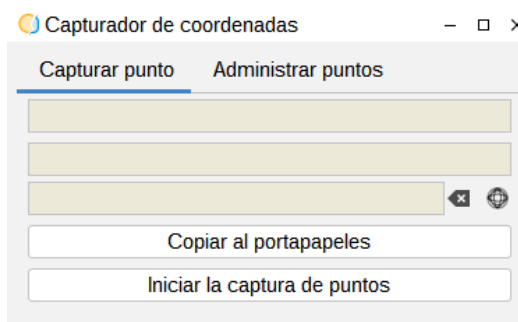 Capturador de coordenadas
Capturar punto Administrar puntos
Copiar al portapapeles
Iniciar la captura de puntos